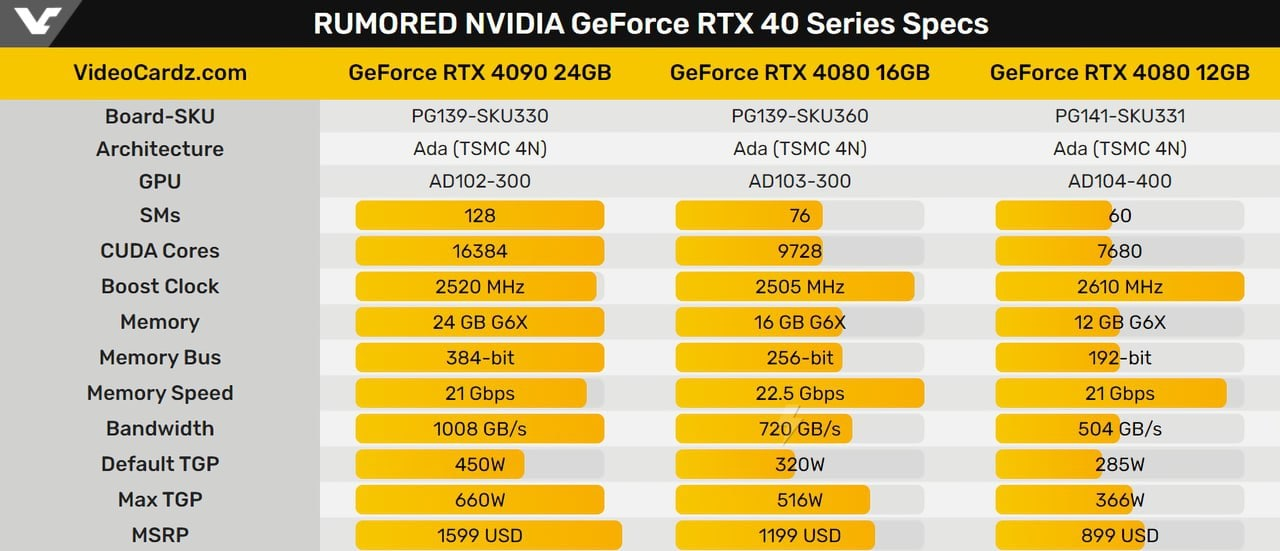 RUMORED NVIDIA GeForce RTX 40 Series Specs
VideoCardz.com GeForce RTX 4090 24GB GeForce RTX 4080 16GB GeForce RTX 4080 12GB
Board-SKU PG139-SKU330 PG139-SKU360 PG141-SKU331
Architecture Ada (TSMC 4N) Ada (TSMC 4N) Ada (TSMC 4N)
GPU AD102-300 AD103-300 AD104-400
SMs 128 76 60
CUDA Cores 16384 9728 7680
Boost Clock 2520 MHz 2505 MHz 2610 MHz
Memory 24 GB G6X 16 GB G6X 12 GB G6X
Memory Bus 384-bit 256-bit 192-bit
Memory Speed 21 Gbps 22.5 Gbps 21 Gbps
Bandwidth 1008 GB/s 720 GB/s 504 GB/s
Default TGP 450W 320W 285W
Max TGP 660W 516W 366W
MSRP 1599 USD 1199 USD 899 USD